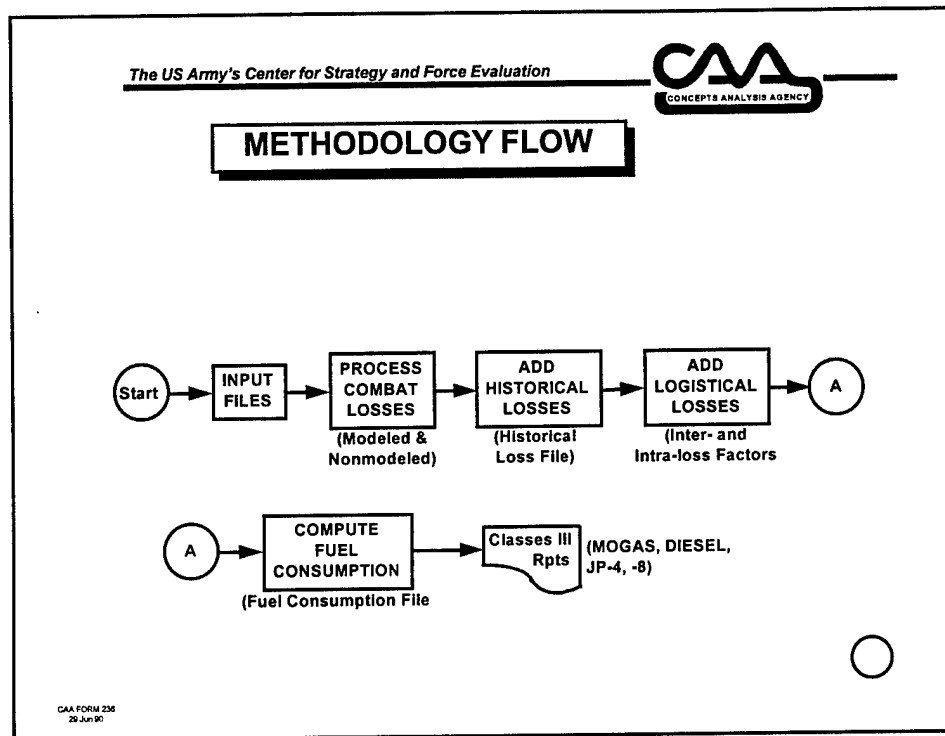 The US Army's Center for Strategy and Force Evaluation
CAA
CONCEPTS ANALYSIS AGENCY
METHODOLOGY FLOW
Start
INPUT
FILES
PROCESS
COMBAT
LOSSES
(Modeled &
Nonmodeled)
ADD
HISTORICAL
LOSSES
(Historical
Loss File)
ADD
LOGISTICAL
LOSSES
(Inter- and
Intra-loss Factors
A
A
COMPUTE
FUEL
CONSUMPTION
(Fuel Consumption File
Classes III
Rpts
(MOGAS, DIESEL,
JP-4, -8)
CAA FORM 236
29 Jun 90